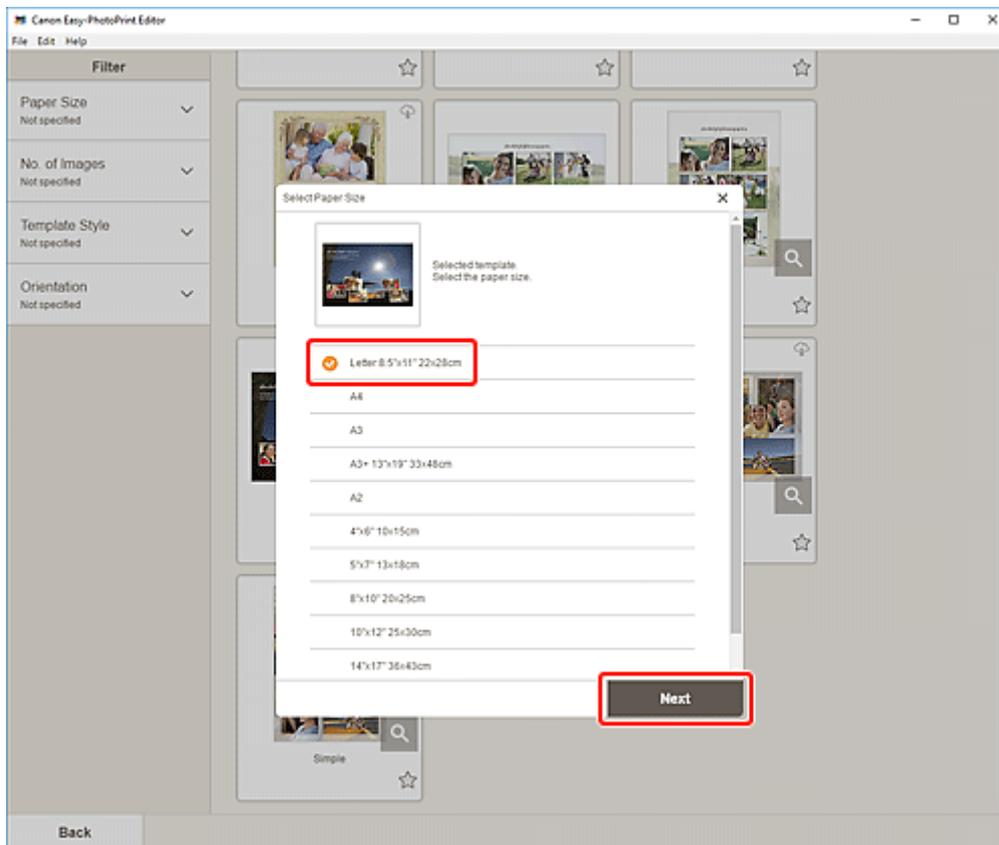 Canon Easy-PhotoPrint Editor
File Edit Help
Filter
Paper Size
Not specified
No. of Images
Not specified
Template Style
Not specified
Orientation
Not specified
Select Paper Size
Selected template.
Select the paper size.
Letter 8.5"x11" 22x28cm
A4
A3
A3+ 13"x19" 33x48cm
A2
4"x6" 10x15cm
5"x7" 13x18cm
8"x10" 20x25cm
10"x12" 25x30cm
14"x17" 36x43cm
Next
Simple
Back